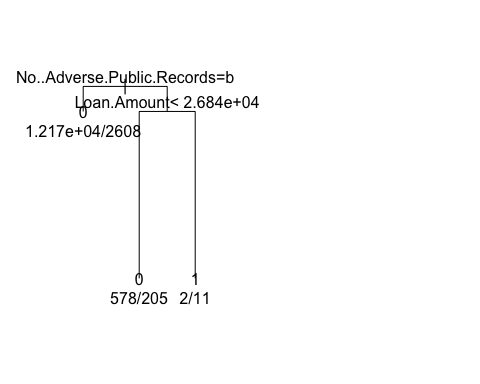 No..Adverse.Public.Records=b
Loan.Amount< 2.684e+04
0
1.217e+04/2608
0
1
578/205
2/11